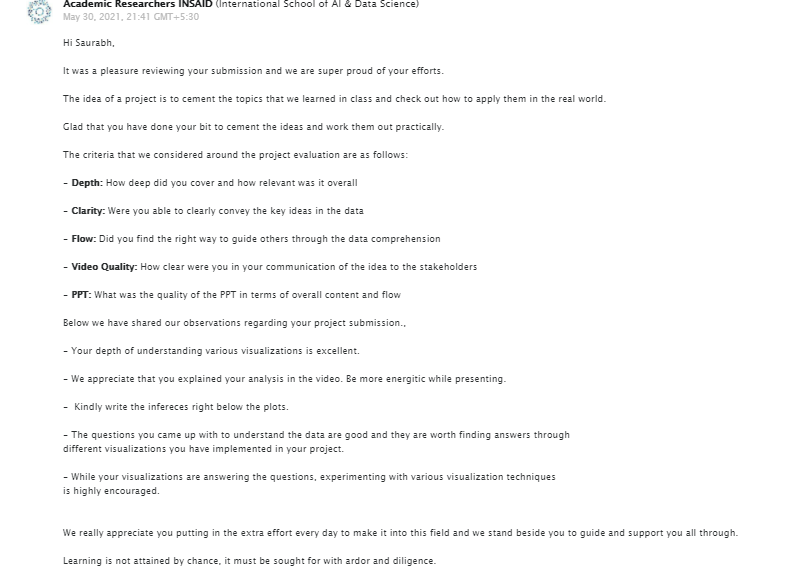 Academic Researchers INSAID (International School of AI & Data Science)
May 30, 2021, 21:41 GMT+5:30
Hi Saurabh,
It was a pleasure reviewing your submission and we are super proud of your efforts.
The idea of a project is to cement the topics that we learned in class and check out how to apply them in the real world.
Glad that you have done your bit to cement the ideas and work them out practically.
The criteria that we considered around the project evaluation are as follows:
- Depth: How deep did you cover and how relevant was it overall
- Clarity: Were you able to clearly convey the key ideas in the data
- Flow: Did you find the right way to guide others through the data comprehension
- Video Quality: How clear were you in your communication of the idea to the stakeholders
- PPT: What was the quality of the PPT in terms of overall content and flow
Below we have shared our observations regarding your project submission.,
- Your depth of understanding various visualizations is excellent.
- We appreciate that you explained your analysis in the video. Be more energitic while presenting.
- Kindly write the infereces right below the plots.
- The questions you came up with to understand the data are good and they are worth finding answers through
different visualizations you have implemented in your project.
- While your visualizations are answering the questions, experimenting with various visualization techniques
is highly encouraged.
We really appreciate you putting in the extra effort every day to make it into this field and we stand beside you to guide and support you all through.
Learning is not attained by chance, it must be sought for with ardor and diligence.